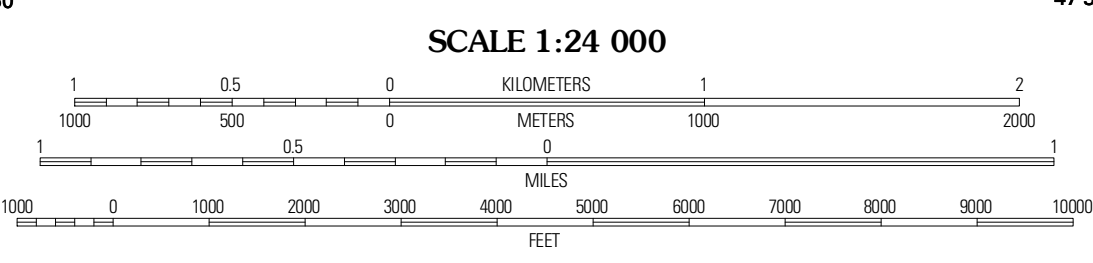 SCALE 1:24 000
1 0.5 0 KILOMETERS 1 2
1000 500 0 METERS 1000 2000
1 0.5 0 1
MILES
1000 0 1000 2000 3000 4000 5000 6000 7000 8000 9000 10000
FEET